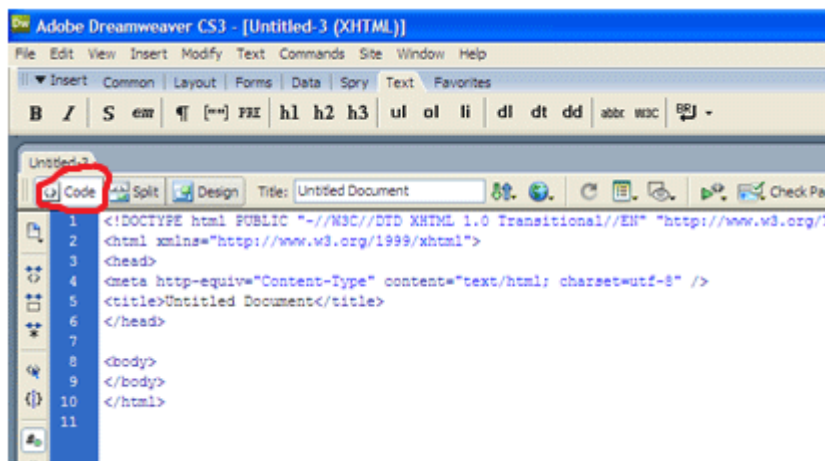 Dw Adobe Dreamweaver CS3 - [Untitled-3 (XHTML)]
File Edit View Insert Modify Text Commands Site Window Help
▼ Insert Common Layout Forms Data Spry Text Favorites
B I S em ¶ [""] PRE h1 h2 h3 ul ol li dl dt dd abbr. W3C BRJ
Untitled-3
Code Split Design Title: Untitled Document Check Pa
1 <!DOCTYPE html PUBLIC "-//W3C//DTD XHTML 1.0 Transitional//EN" "http://www.w3.org/
2 <html xmlns="http://www.w3.org/1999/xhtml">
3 <head>
4 <meta http-equiv="Content-Type" content="text/html; charset=utf-8" />
5 <title>Untitled Document</title>
6 </head>
7
8 <body>
9 </body>
10 </html>
11